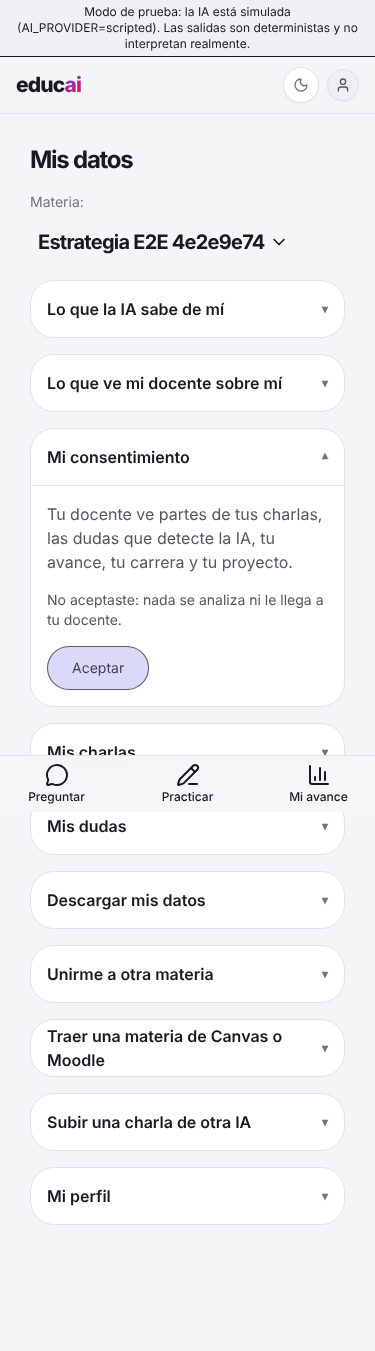 Modo de prueba: la IA está simulada
(AI_PROVIDER=scripted). Las salidas son deterministas y no
interpretan realmente.
educai
Mis datos
Materia:
Estrategia E2E 4e2e9e74
Lo que la IA sabe de mí
Lo que ve mi docente sobre mí
Mi consentimiento
Tu docente ve partes de tus charlas,
las dudas que detecte la IA, tu
avance, tu carrera y tu proyecto.
No aceptaste: nada se analiza ni le llega a
tu docente.
Aceptar
Mis charlas
Preguntar
Practicar
Mi avance
Mis dudas
Descargar mis datos
Unirme a otra materia
Traer una materia de Canvas o
Moodle
Subir una charla de otra IA
Mi perfil